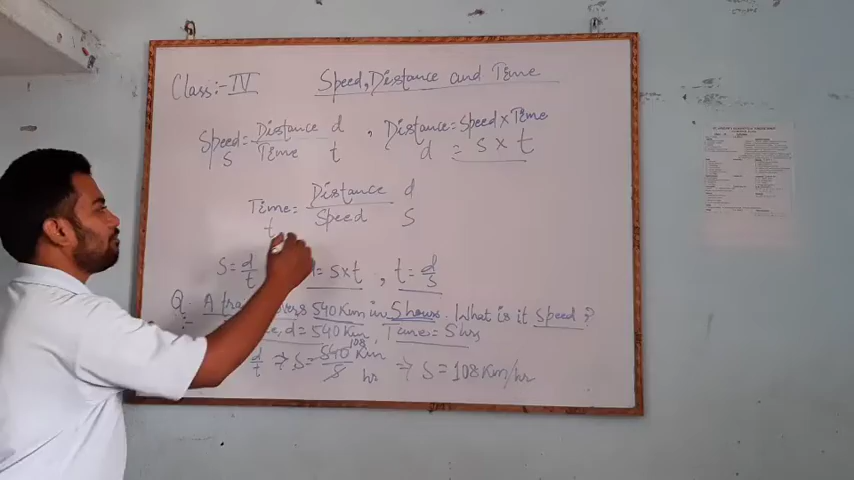 Class:- IV Speed, Distance and Time
Speed = Distance / Time d / t , Distance = Speed × Time
S d = s × t
Time = Distance / Speed d / S
t
S = d/t = s×t , t = d/s
Q. A 540 Km in 5 hours. What is it speed?
d = 540 Km, Time = 5 hrs
d/t ⇒ S = 540 108 Km / 5 hr ⇒ S = 108 Km/hr